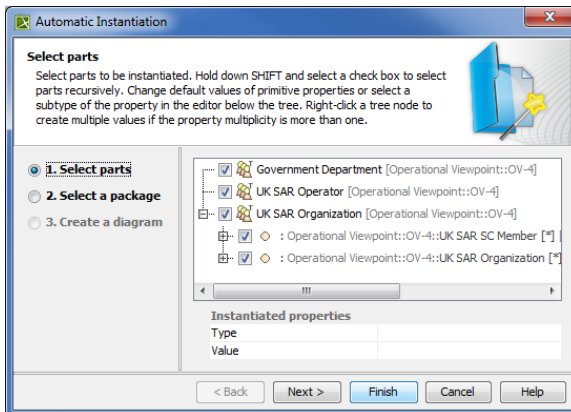 Automatic Instantiation
Select parts
Select parts to be instantiated. Hold down SHIFT and select a check box to select
parts recursively. Change default values of primitive properties or select a
subtype of the property in the editor below the tree. Right-click a tree node to
create multiple values if the property multiplicity is more than one.
1. Select parts
2. Select a package
3. Create a diagram
Government Department [Operational Viewpoint::OV-4]
UK SAR Operator [Operational Viewpoint::OV-4]
UK SAR Organization [Operational Viewpoint::OV-4]
: Operational Viewpoint::OV-4::UK SAR SC Member [*]
: Operational Viewpoint::OV-4::UK SAR Organization [*]
Instantiated properties
Type
Value
< Back Next > Finish Cancel Help